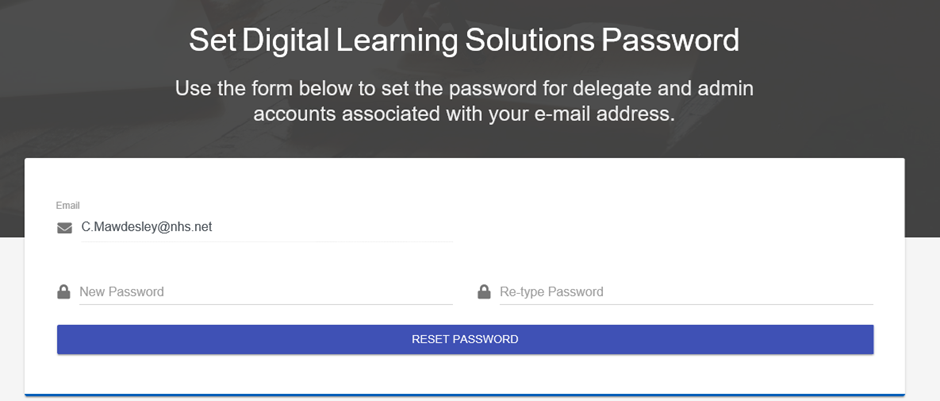 Set Digital Learning Solutions Password
Use the form below to set the password for delegate and admin
accounts associated with your e-mail address.
Email
C.Mawdesley@nhs.net
New Password
Re-type Password
RESET PASSWORD